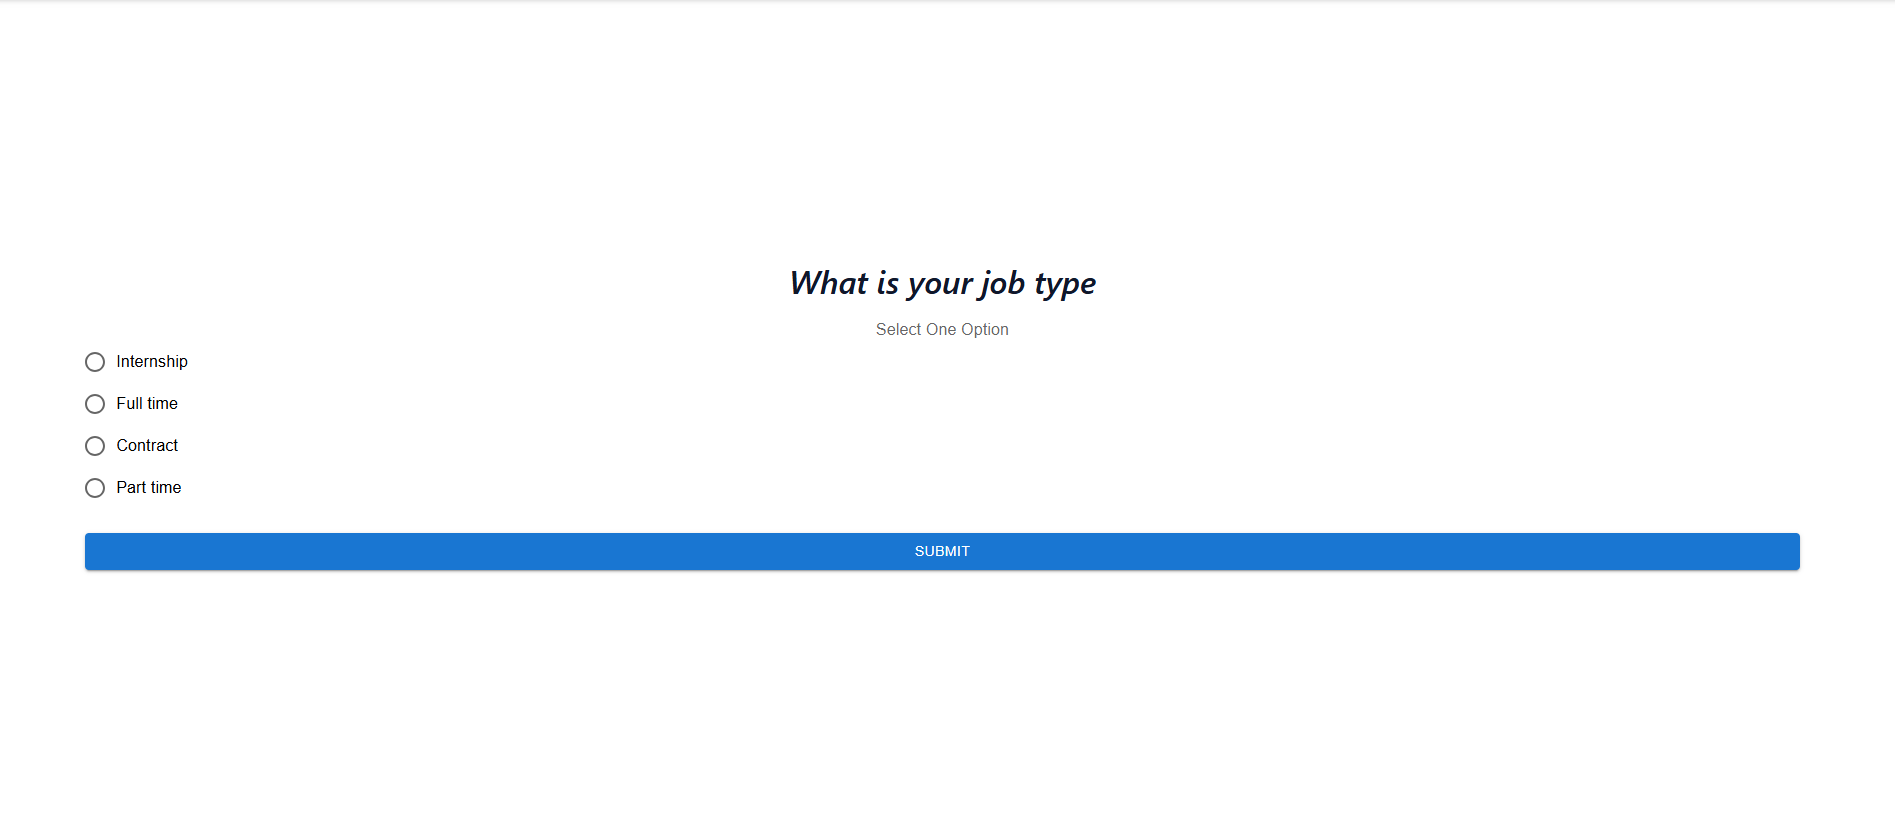 What is your job type
Select One Option
Internship
Full time
Contract
Part time
SUBMIT